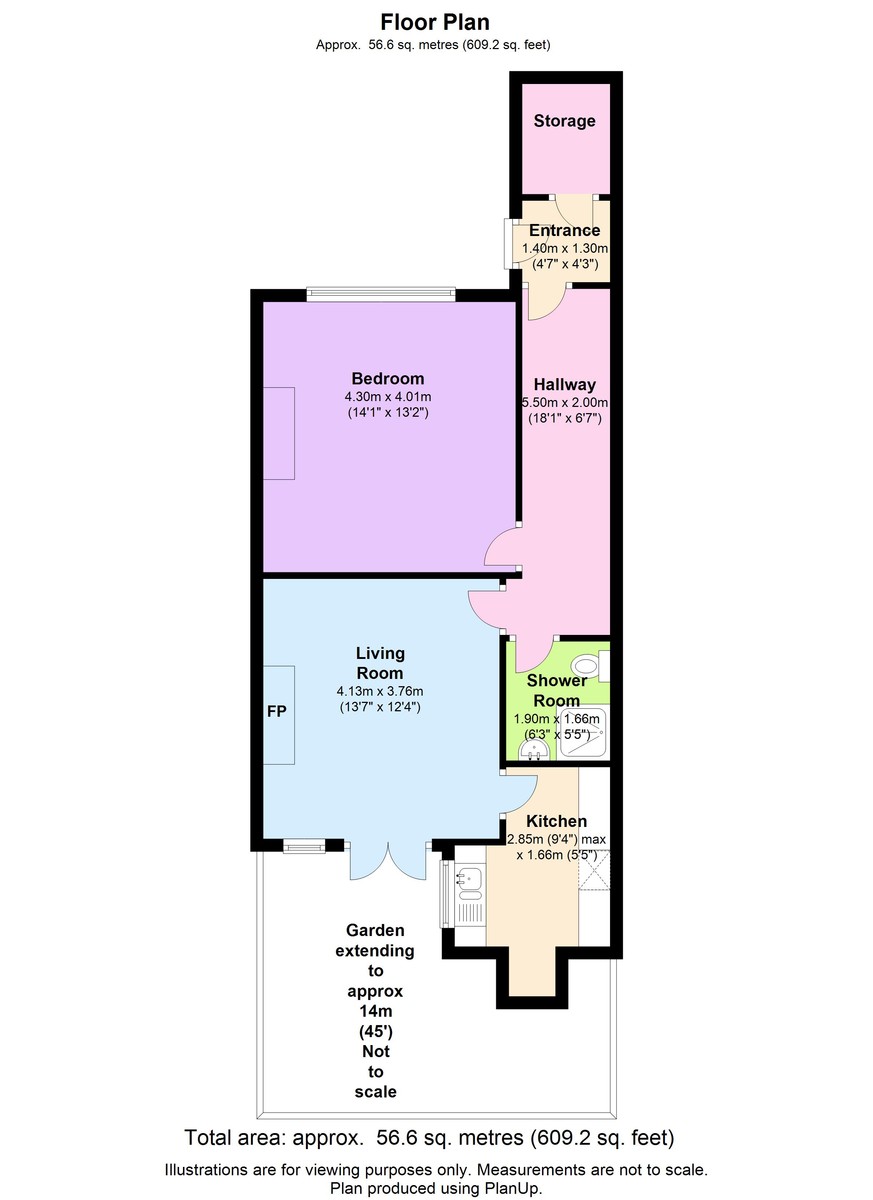 Floor Plan
Approx. 56.6 sq. metres (609.2 sq. feet)
Storage
Entrance
1.40m x 1.30m
(4'7" x 4'3")
Bedroom
4.30m x 4.01m
(14'1" x 13'2")
Hallway
5.50m x 2.00m
(18'1" x 6'7")
Living
Room
4.13m x 3.76m
(13'7" x 12'4")
FP
Shower
Room
1.90m x 1.66m
(6'3" x 5'5")
Kitchen
2.85m (9'4") max
x 1.66m (5'5")
Garden
extending
to
approx
14m
(45')
Not
to
scale
Total area: approx. 56.6 sq. metres (609.2 sq. feet)
Illustrations are for viewing purposes only. Measurements are not to scale.
Plan produced using PlanUp.